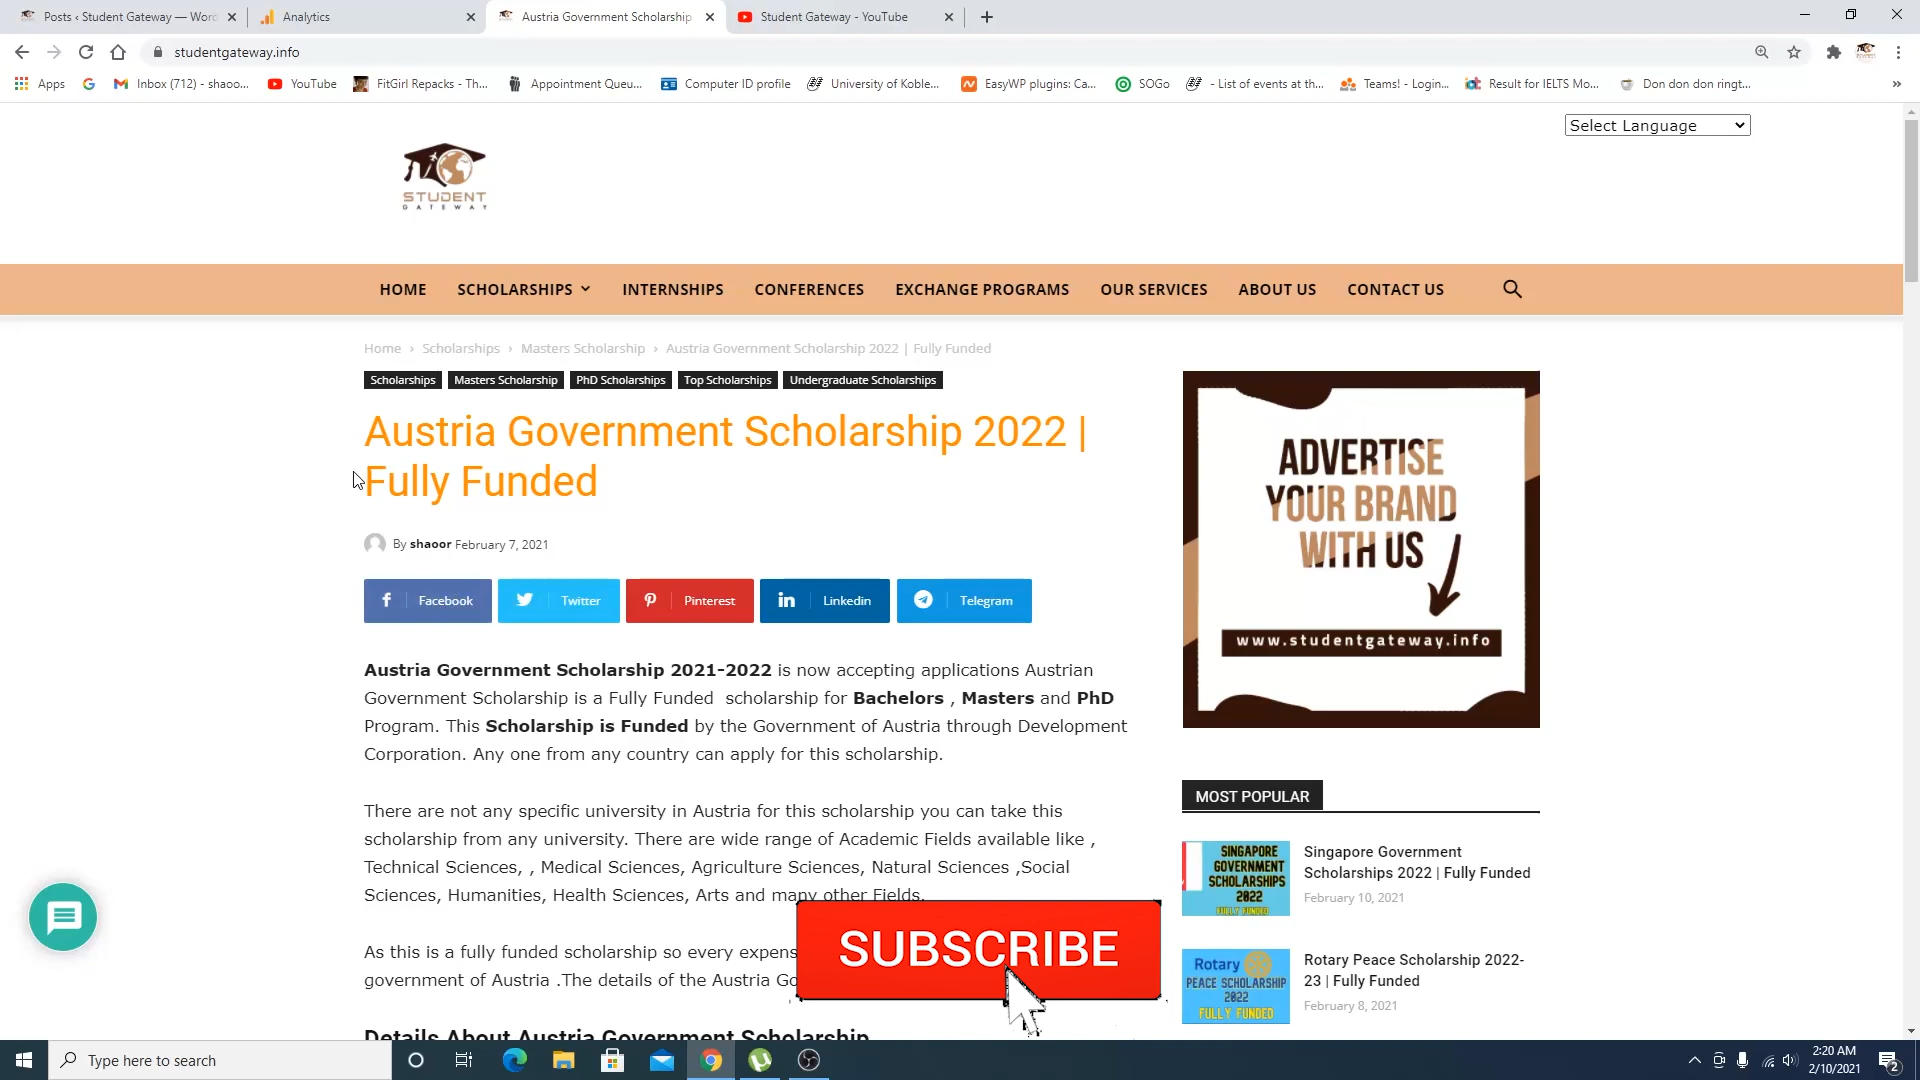 Posts ‹ Student Gateway — Wor
Analytics
Austria Government Scholarship
Student Gateway - YouTube
studentgateway.info
Apps
Inbox (712) - shaoo...
YouTube
FitGirl Repacks - Th...
Appointment Queu...
Computer ID profile
University of Koble...
EasyWP plugins: Ca...
SOGo
- List of events at th...
Teams! - Login...
Result for IELTS Mo...
Don don don ringt...
»
Select Language
STUDENT
GATEWAY
HOME
SCHOLARSHIPS
INTERNSHIPS
CONFERENCES
EXCHANGE PROGRAMS
OUR SERVICES
ABOUT US
CONTACT US
Home › Scholarships › Masters Scholarship › Austria Government Scholarship 2022 | Fully Funded
Scholarships
Masters Scholarship
PhD Scholarships
Top Scholarships
Undergraduate Scholarships
Austria Government Scholarship 2022 |
Fully Funded
By shaoor February 7, 2021
Facebook
Twitter
Pinterest
Linkedin
Telegram
Austria Government Scholarship 2021-2022 is now accepting applications Austrian
Government Scholarship is a Fully Funded scholarship for Bachelors , Masters and PhD
Program. This Scholarship is Funded by the Government of Austria through Development
Corporation. Any one from any country can apply for this scholarship.
There are not any specific university in Austria for this scholarship you can take this
scholarship from any university. There are wide range of Academic Fields available like ,
Technical Sciences, , Medical Sciences, Agriculture Sciences, Natural Sciences ,Social
Sciences, Humanities, Health Sciences, Arts and many other Fields.
As this is a fully funded scholarship so every expens
government of Austria .The details of the Austria Go
Details About Austria Government Scholarship
SUBSCRIBE
ADVERTISE
YOUR BRAND
WITH US
www.studentgateway.info
MOST POPULAR
SINGAPORE
GOVERNMENT
SCHOLARSHIPS
2022
FULLY FUNDED
Singapore Government
Scholarships 2022 | Fully Funded
February 10, 2021
Rotary
PEACE SCHOLARSHIP
2022
FULLY FUNDED
Rotary Peace Scholarship 2022-
23 | Fully Funded
February 8, 2021
Type here to search
2:20 AM
2/10/2021
2